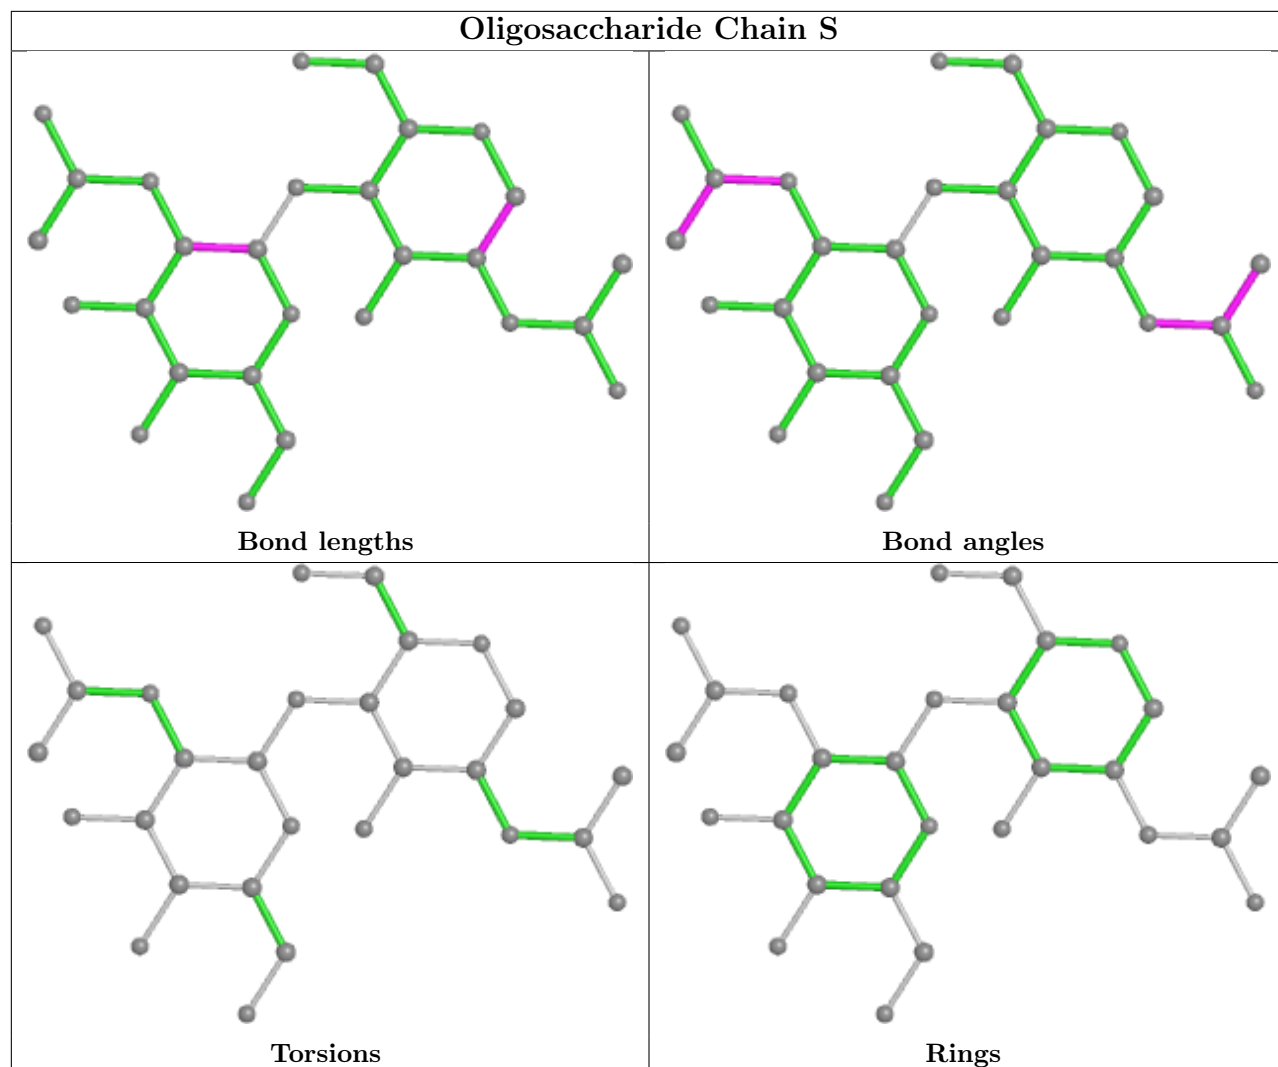 Oligosaccharide Chain S
Bond lengths
Bond angles
Torsions
Rings